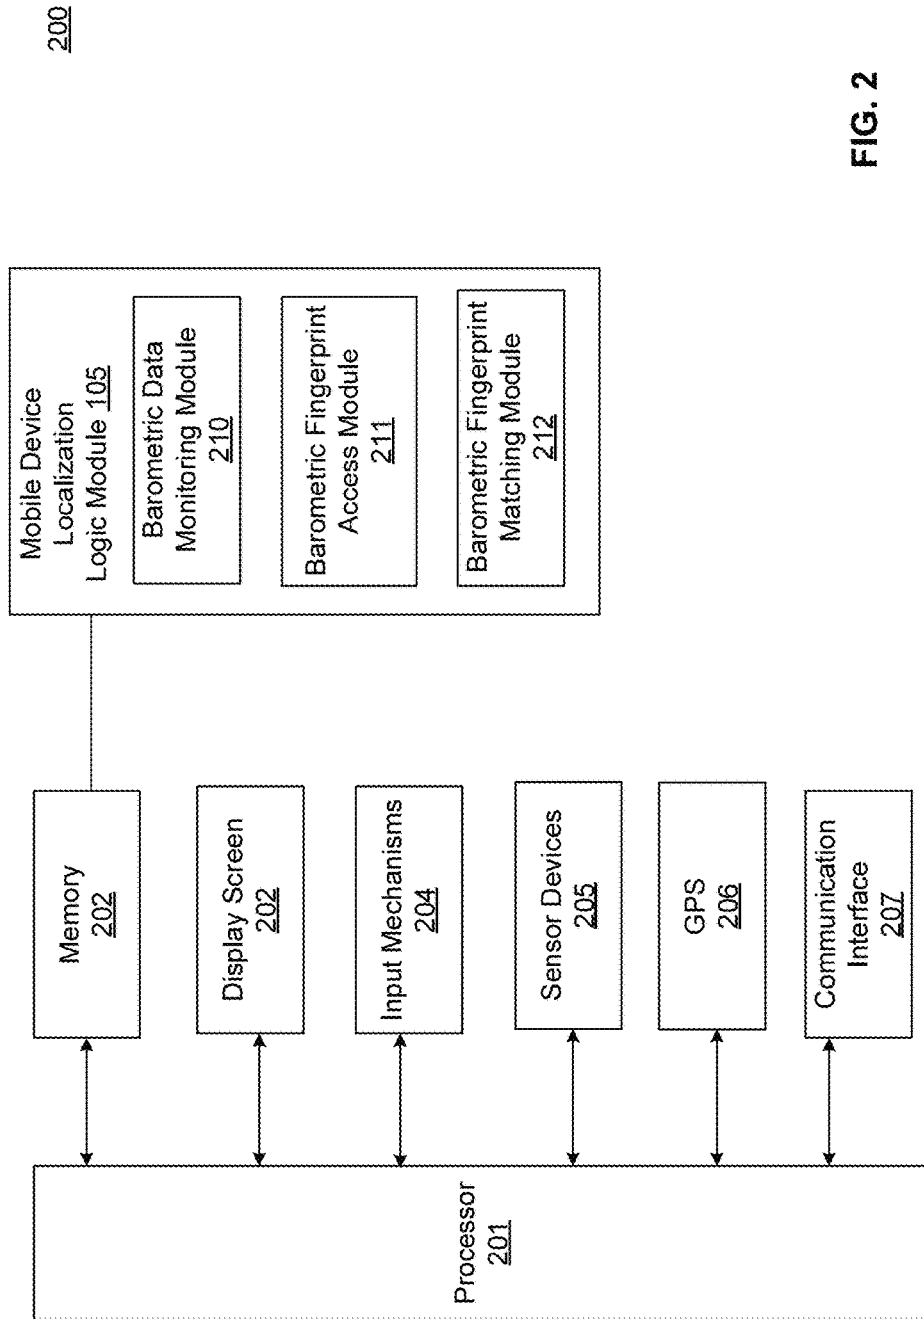 200
Mobile Device
Localization
Logic Module 105
Barometric Data
Monitoring Module
210
Barometric Fingerprint
Access Module
211
Barometric Fingerprint
Matching Module
212
Memory
202
Display Screen
202
Input Mechanisms
204
Sensor Devices
205
GPS
206
Communication
Interface
207
Processor
201
FIG. 2